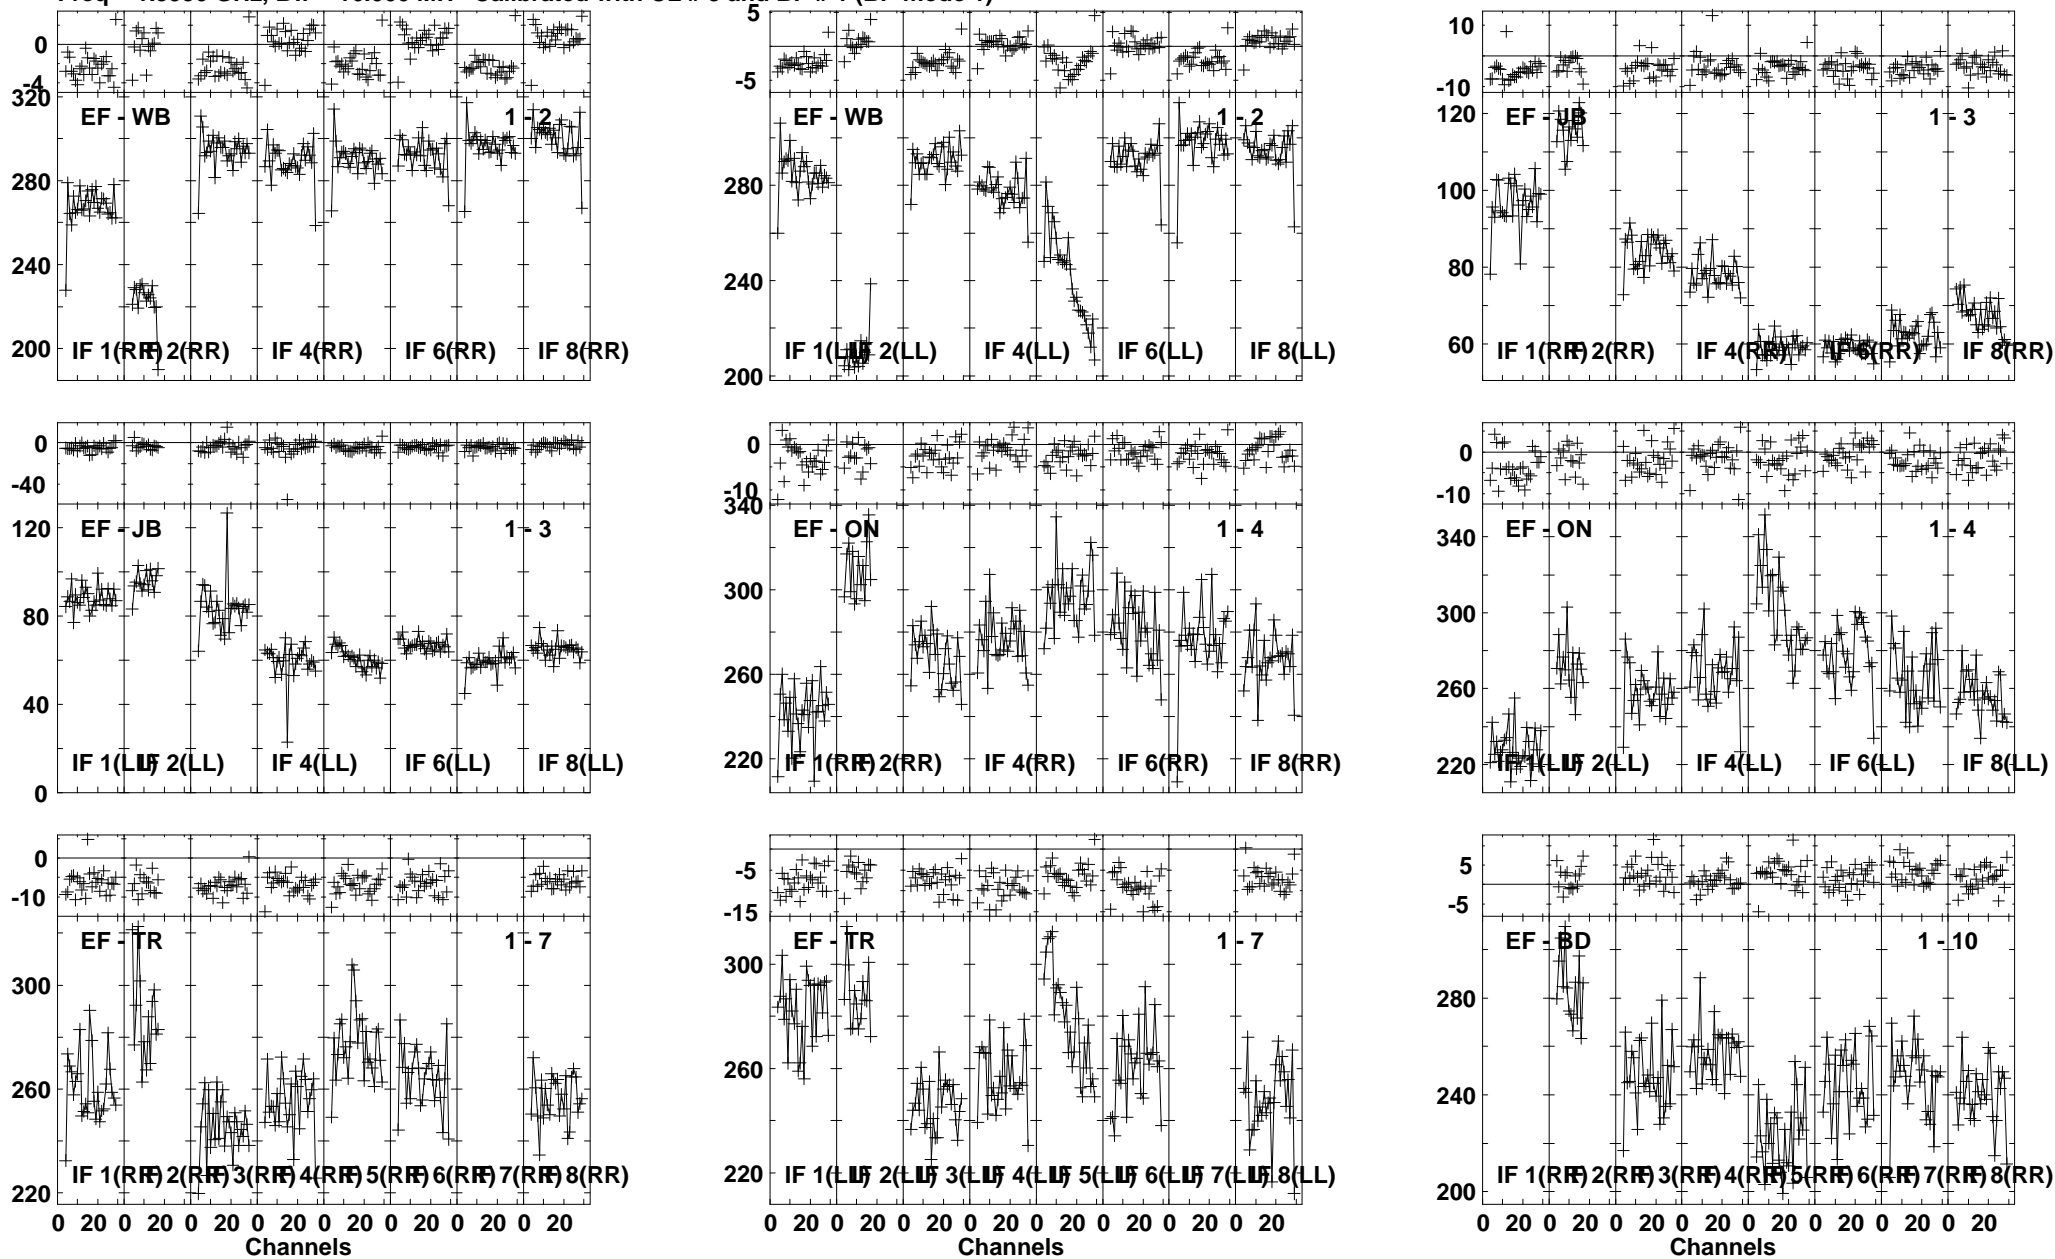 Calibrated with CL # and BP # 1 (BP mode 1)
0
-4
5
-5
10
-10
320
280
240
200
EF - WB
1 - 2
IF 1(RR)
IF 2(RR)
IF 4(RR)
IF 6(RR)
IF 8(RR)
280
240
200
EF - WB
1 - 2
IF 1(LL)
IF 2(LL)
IF 4(LL)
IF 6(LL)
IF 8(LL)
120
100
80
60
EF - JB
1 - 3
IF 1(RR)
IF 2(RR)
IF 4(RR)
IF 6(RR)
IF 8(RR)
0
-40
120
80
40
0
EF - JB
1 - 3
IF 1(LL)
IF 2(LL)
IF 4(LL)
IF 6(LL)
IF 8(LL)
0
-10
340
300
260
220
EF - ON
1 - 4
IF 1(RR)
IF 2(RR)
IF 4(RR)
IF 6(RR)
IF 8(RR)
0
-10
340
300
260
220
EF - ON
1 - 4
IF 1(LL)
IF 2(LL)
IF 4(LL)
IF 6(LL)
IF 8(LL)
0
-10
300
260
220
EF - TR
1 - 7
IF 1(RR)
IF 2(RR)
IF 3(RR)
IF 4(RR)
IF 5(RR)
IF 6(RR)
IF 7(RR)
IF 8(RR)
0 20 0 20 0 20 0 20 0 20 0 20 0 20 0 20
Channels
-5
-15
300
260
220
EF - TR
1 - 7
IF 1(LL)
IF 2(LL)
IF 3(LL)
IF 4(LL)
IF 5(LL)
IF 6(LL)
IF 7(LL)
IF 8(LL)
0 20 0 20 0 20 0 20 0 20 0 20 0 20 0 20
Channels
5
-5
280
240
200
EF - BD
1 - 10
IF 1(RR)
IF 2(RR)
IF 3(RR)
IF 4(RR)
IF 5(RR)
IF 6(RR)
IF 7(RR)
IF 8(RR)
0 20 0 20 0 20 0 20 0 20 0 20 0 20 0 20
Channels